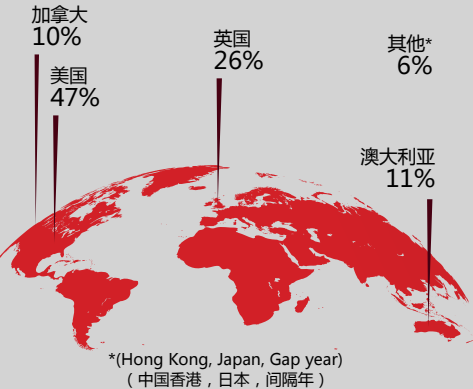 加拿大
10%
美国
47%
英国
26%
其他*
6%
澳大利亚
11%
*(Hong Kong, Japan, Gap year)
（中国香港，日本，间隔年）